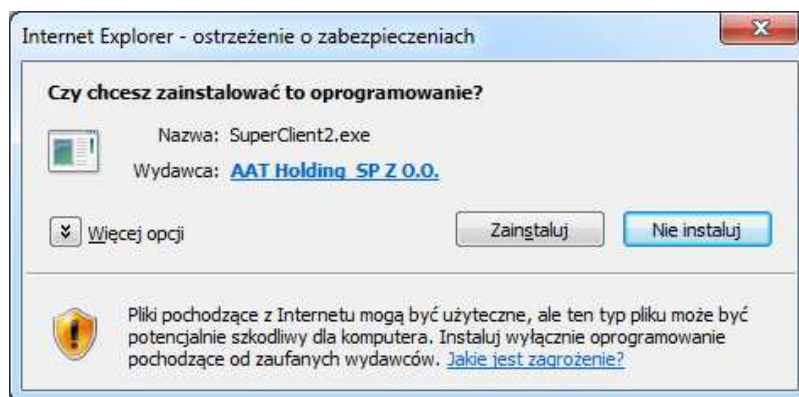 Internet Explorer - ostrzeżenie o zabezpieczeniach
Czy chcesz zainstalować to oprogramowanie?
Nazwa: SuperClient2.exe
Wydawca: AAT Holding SP Z O.O.
Więcej opcji
Zainstaluj
Nie instaluj
Pliki pochodzące z Internetu mogą być użyteczne, ale ten typ pliku może być
potencjalnie szkodliwy dla komputera. Instaluj wyłącznie oprogramowanie
pochodzące od zaufanych wydawców. Jakie jest zagrożenie?